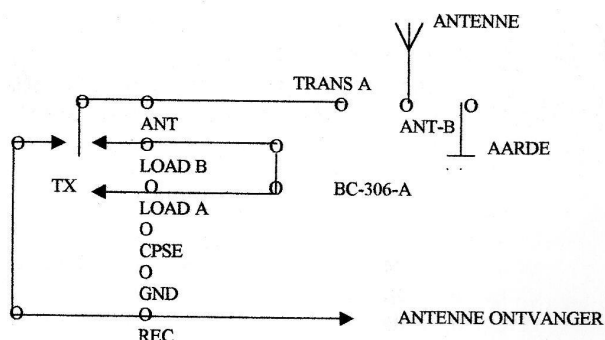 ANTENNE
TRANS A
ANT
ANT-B
AARDE
LOAD B
TX
BC-306-A
LOAD A
CPSE
GND
ANTENNE ONTVANGER
REC